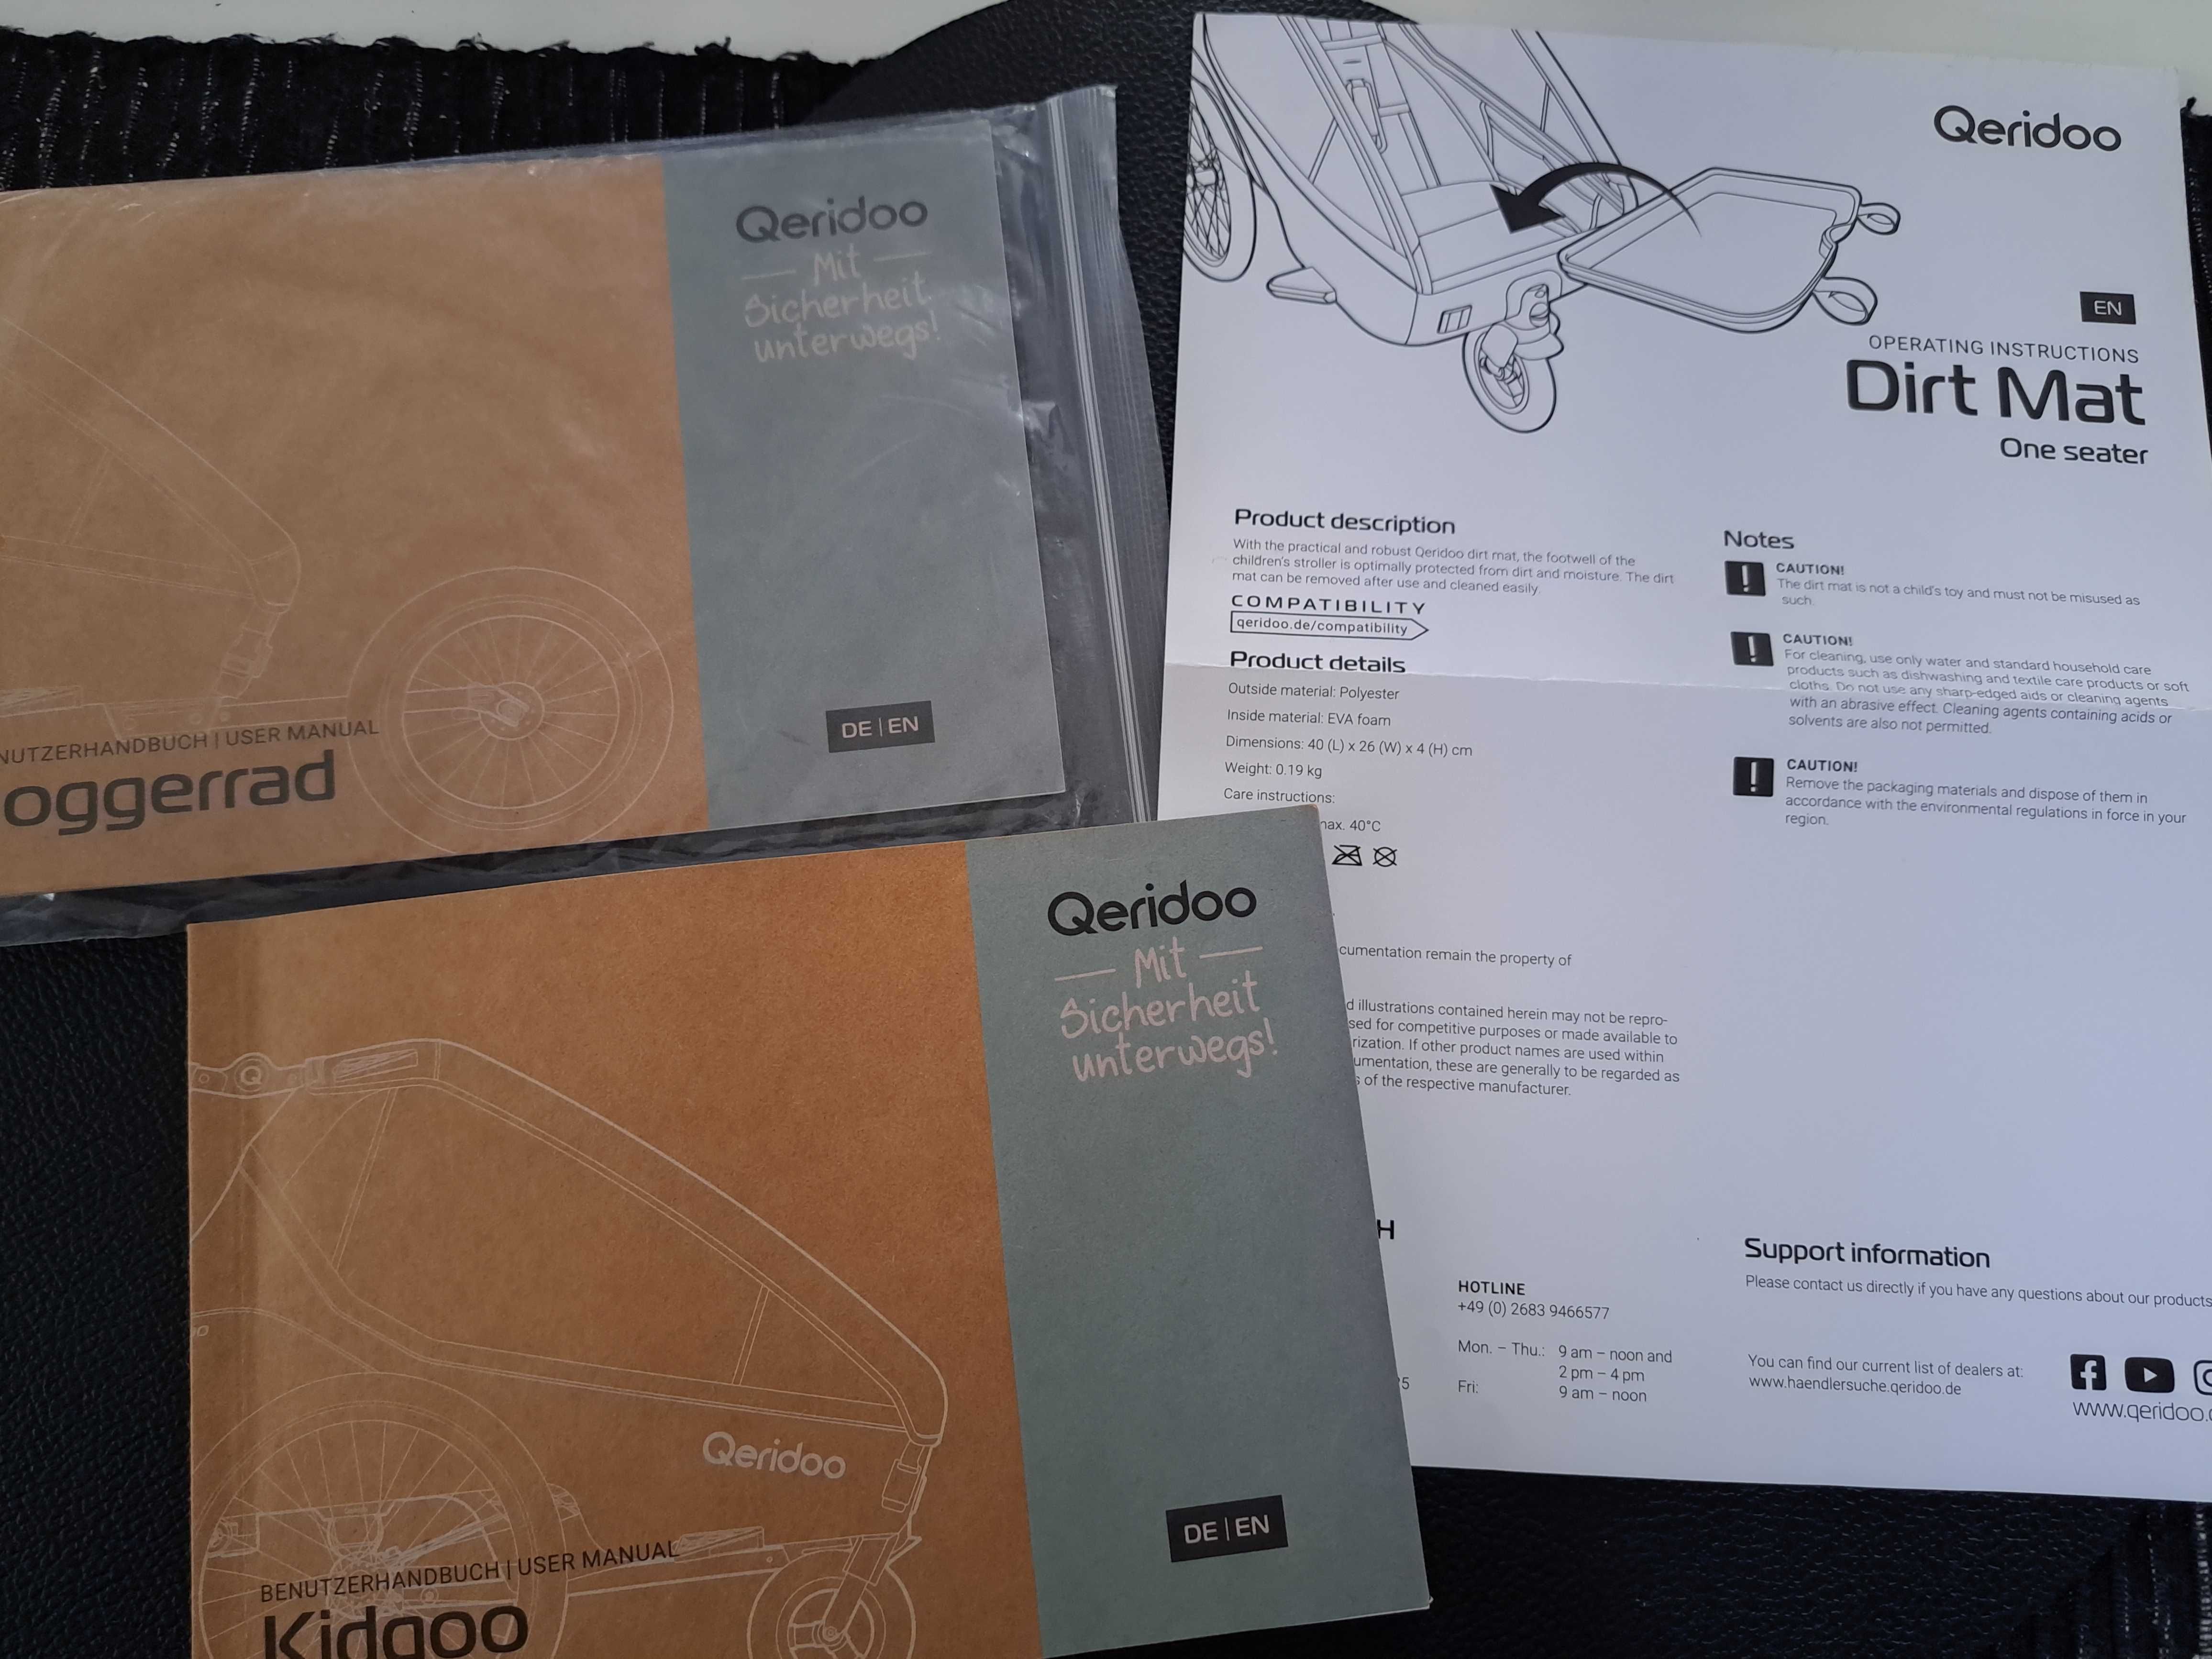 Qeridoo
Mit
Sicherheit
unterwegs!
DE | EN
NUTZERHANDBUCH | USER MANUAL
oggerrad
Qeridoo
EN
OPERATING INSTRUCTIONS
Dirt Mat
One seater
Product description
With the practical and robust Qeridoo dirt mat, the footwell of the
children's stroller is optimally protected from dirt and moisture. The dirt
mat can be removed after use and cleaned easily.
COMPATIBILITY
qeridoo.de/compatibility
Product details
Outside material: Polyester
Inside material: EVA foam
Dimensions: 40 (L) x 26 (W) x 4 (H) cm
Weight: 0.19 kg
Care instructions:
max. 40°C
cumentation remain the property of
d illustrations contained herein may not be repro-
sed for competitive purposes or made available to
rization. If other product names are used within
umentation, these are generally to be regarded as
s of the respective manufacturer.
H
HOTLINE
+49 (0) 2683 9466577
Mon. – Thu.: 9 am – noon and
2 pm – 4 pm
Fri: 9 am – noon
5
Notes
CAUTION!
The dirt mat is not a child's toy and must not be misused as
such.
CAUTION!
For cleaning, use only water and standard household care
products such as dishwashing and textile care products or soft
cloths. Do not use any sharp-edged aids or cleaning agents
with an abrasive effect. Cleaning agents containing acids or
solvents are also not permitted.
CAUTION!
Remove the packaging materials and dispose of them in
accordance with the environmental regulations in force in your
region.
Support information
Please contact us directly if you have any questions about our products
You can find our current list of dealers at:
www.haendlersuche.qeridoo.de
www.qeridoo.
Qeridoo
Mit
Sicherheit
unterwegs!
Qeridoo
DE | EN
BENUTZERHANDBUCH | USER MANUAL
Kidgoo